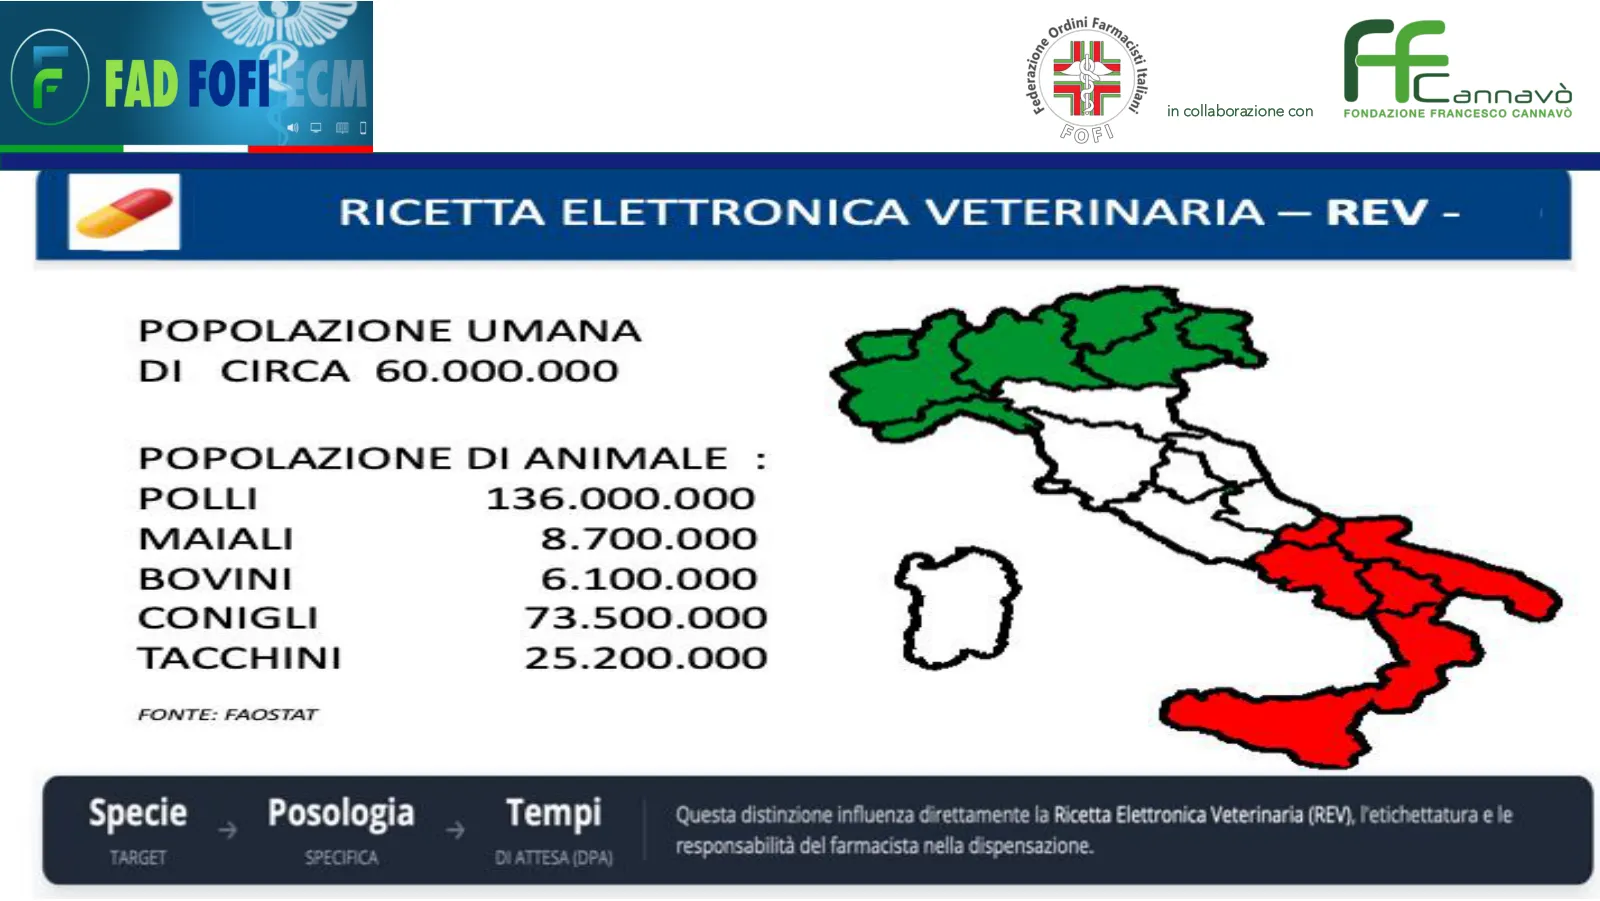 FAD FOFI ECM
Federazione Ordini Farmacisti Italiani
FOFI
in collaborazione con
Cannavò
FONDAZIONE FRANCESCO CANNAVÒ
RICETTA ELETTRONICA VETERINARIA – REV -
POPOLAZIONE UMANA
DI CIRCA 60.000.000
POPOLAZIONE DI ANIMALE :
POLLI 136.000.000
MAIALI 8.700.000
BOVINI 6.100.000
CONIGLI 73.500.000
TACCHINI 25.200.000
FONTE: FAOSTAT
Specie → Posologia → Tempi
TARGET SPECIFICA DI ATTESA (DPA)
Questa distinzione influenza direttamente la Ricetta Elettronica Veterinaria (REV), l'etichettatura e le
responsabilità del farmacista nella dispensazione.